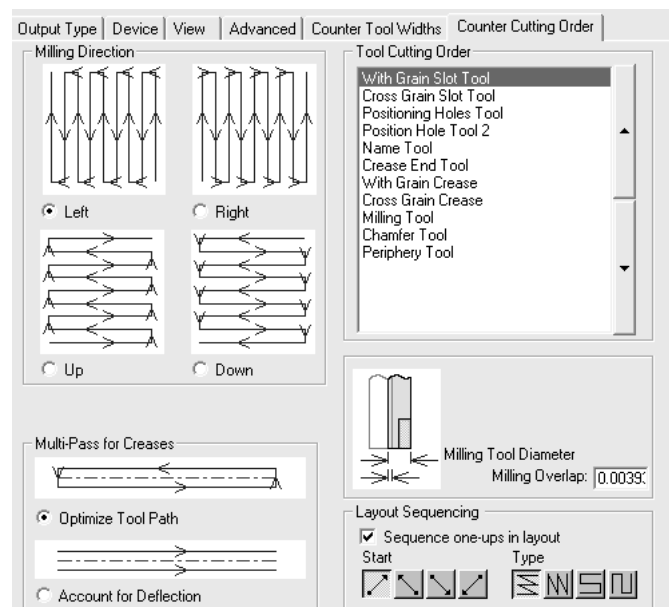 Output Type Device View Advanced Counter Tool Widths Counter Cutting Order
Milling Direction
Left
Right
Up
Down
Multi-Pass for Creases
Optimize Tool Path
Account for Deflection
Tool Cutting Order
With Grain Slot Tool
Cross Grain Slot Tool
Positioning Holes Tool
Position Hole Tool 2
Name Tool
Crease End Tool
With Grain Crease
Cross Grain Crease
Milling Tool
Chamfer Tool
Periphery Tool
Milling Tool Diameter
Milling Overlap: 0.0039
Layout Sequencing
Sequence one-ups in layout
Start Type